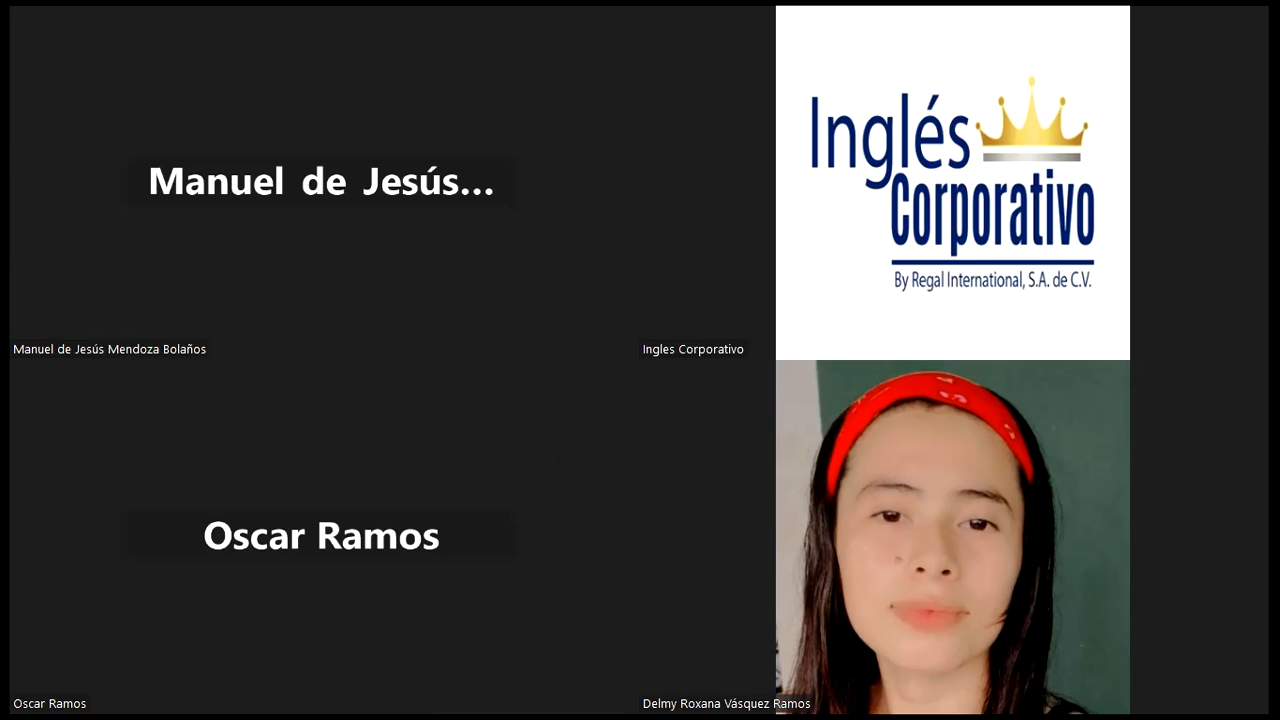 Manuel de Jesús...
Manuel de Jesús Mendoza Bolaños
Inglés
Corporativo
By Regal International, S.A. de C.V.
Ingles Corporativo
Oscar Ramos
Oscar Ramos
Delmy Roxana Vásquez Ramos